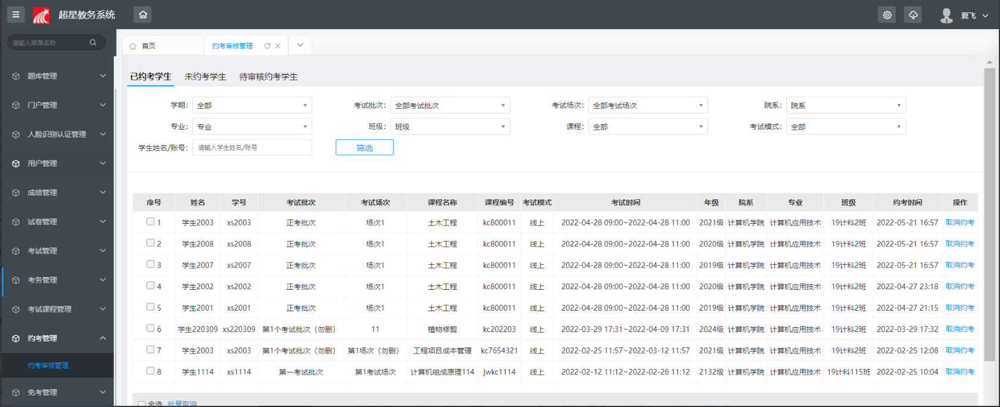 超星教务系统
夏飞
请输入菜单名称
题库管理
门户管理
人脸识别认证管理
用户管理
成绩管理
试卷管理
考试管理
考务管理
考试课程管理
约考管理
约考审核管理
免考管理
首页 约考审核管理
已约考学生 未约考学生 待审核约考学生
学期： 全部 考试批次： 全部考试批次 考试场次： 全部考试场次 院系： 院系
专业： 专业 班级： 班级 课程： 全部 考试模式： 全部
学生姓名/账号： 请输入学生姓名/账号 筛选
序号 姓名 学号 考试批次 考试场次 课程名称 课程编号 考试模式 考试时间 年级 院系 专业 班级 约考时间 操作
1 学生2003 xs2003 正考批次 场次1 土木工程 kc800011 线上 2022-04-28 09:00~2022-04-28 11:00 2021级 计算机学院 计算机应用技术 19计科2班 2022-05-21 16:57 取消约考
2 学生2008 xs2008 正考批次 场次1 土木工程 kc800011 线上 2022-04-28 09:00~2022-04-28 11:00 2020级 计算机学院 计算机应用技术 19计科2班 2022-05-21 16:57 取消约考
3 学生2007 xs2007 正考批次 场次1 土木工程 kc800011 线上 2022-04-28 09:00~2022-04-28 11:00 2019级 计算机学院 计算机应用技术 19计科2班 2022-05-21 16:57 取消约考
4 学生2002 xs2002 正考批次 场次1 土木工程 kc800011 线上 2022-04-28 09:00~2022-04-28 11:00 2020级 计算机学院 计算机应用技术 19计科2班 2022-04-27 23:18 取消约考
5 学生2001 xs2001 正考批次 场次1 土木工程 kc800011 线上 2022-04-28 09:00~2022-04-28 11:00 2019级 计算机学院 计算机应用技术 19计科2班 2022-04-27 21:15 取消约考
6 学生220309 xs220309 第1个考试批次（勿删） 11 植物修剪 kc202203 线上 2022-03-29 17:31~2022-04-09 17:31 2024级 计算机学院 计算机应用技术 19计科2班 2022-03-29 17:32 取消约考
7 学生2003 xs2003 第1个考试批次（勿删） 第1场次（勿删） 工程项目成本管理 kc7654321 线上 2022-02-25 11:57~2022-03-12 11:57 2021级 计算机学院 计算机应用技术 19计科2班 2022-02-25 12:08 取消约考
8 学生1114 xs1114 第一考试批次 第1考试场次 计算机组成原理114 jwkc1114 线上 2022-02-12 11:12~2022-02-26 11:12 2132级 计算机学院 计算机应用技术 19计科115班 2022-02-25 10:04 取消约考
全选 批量取消